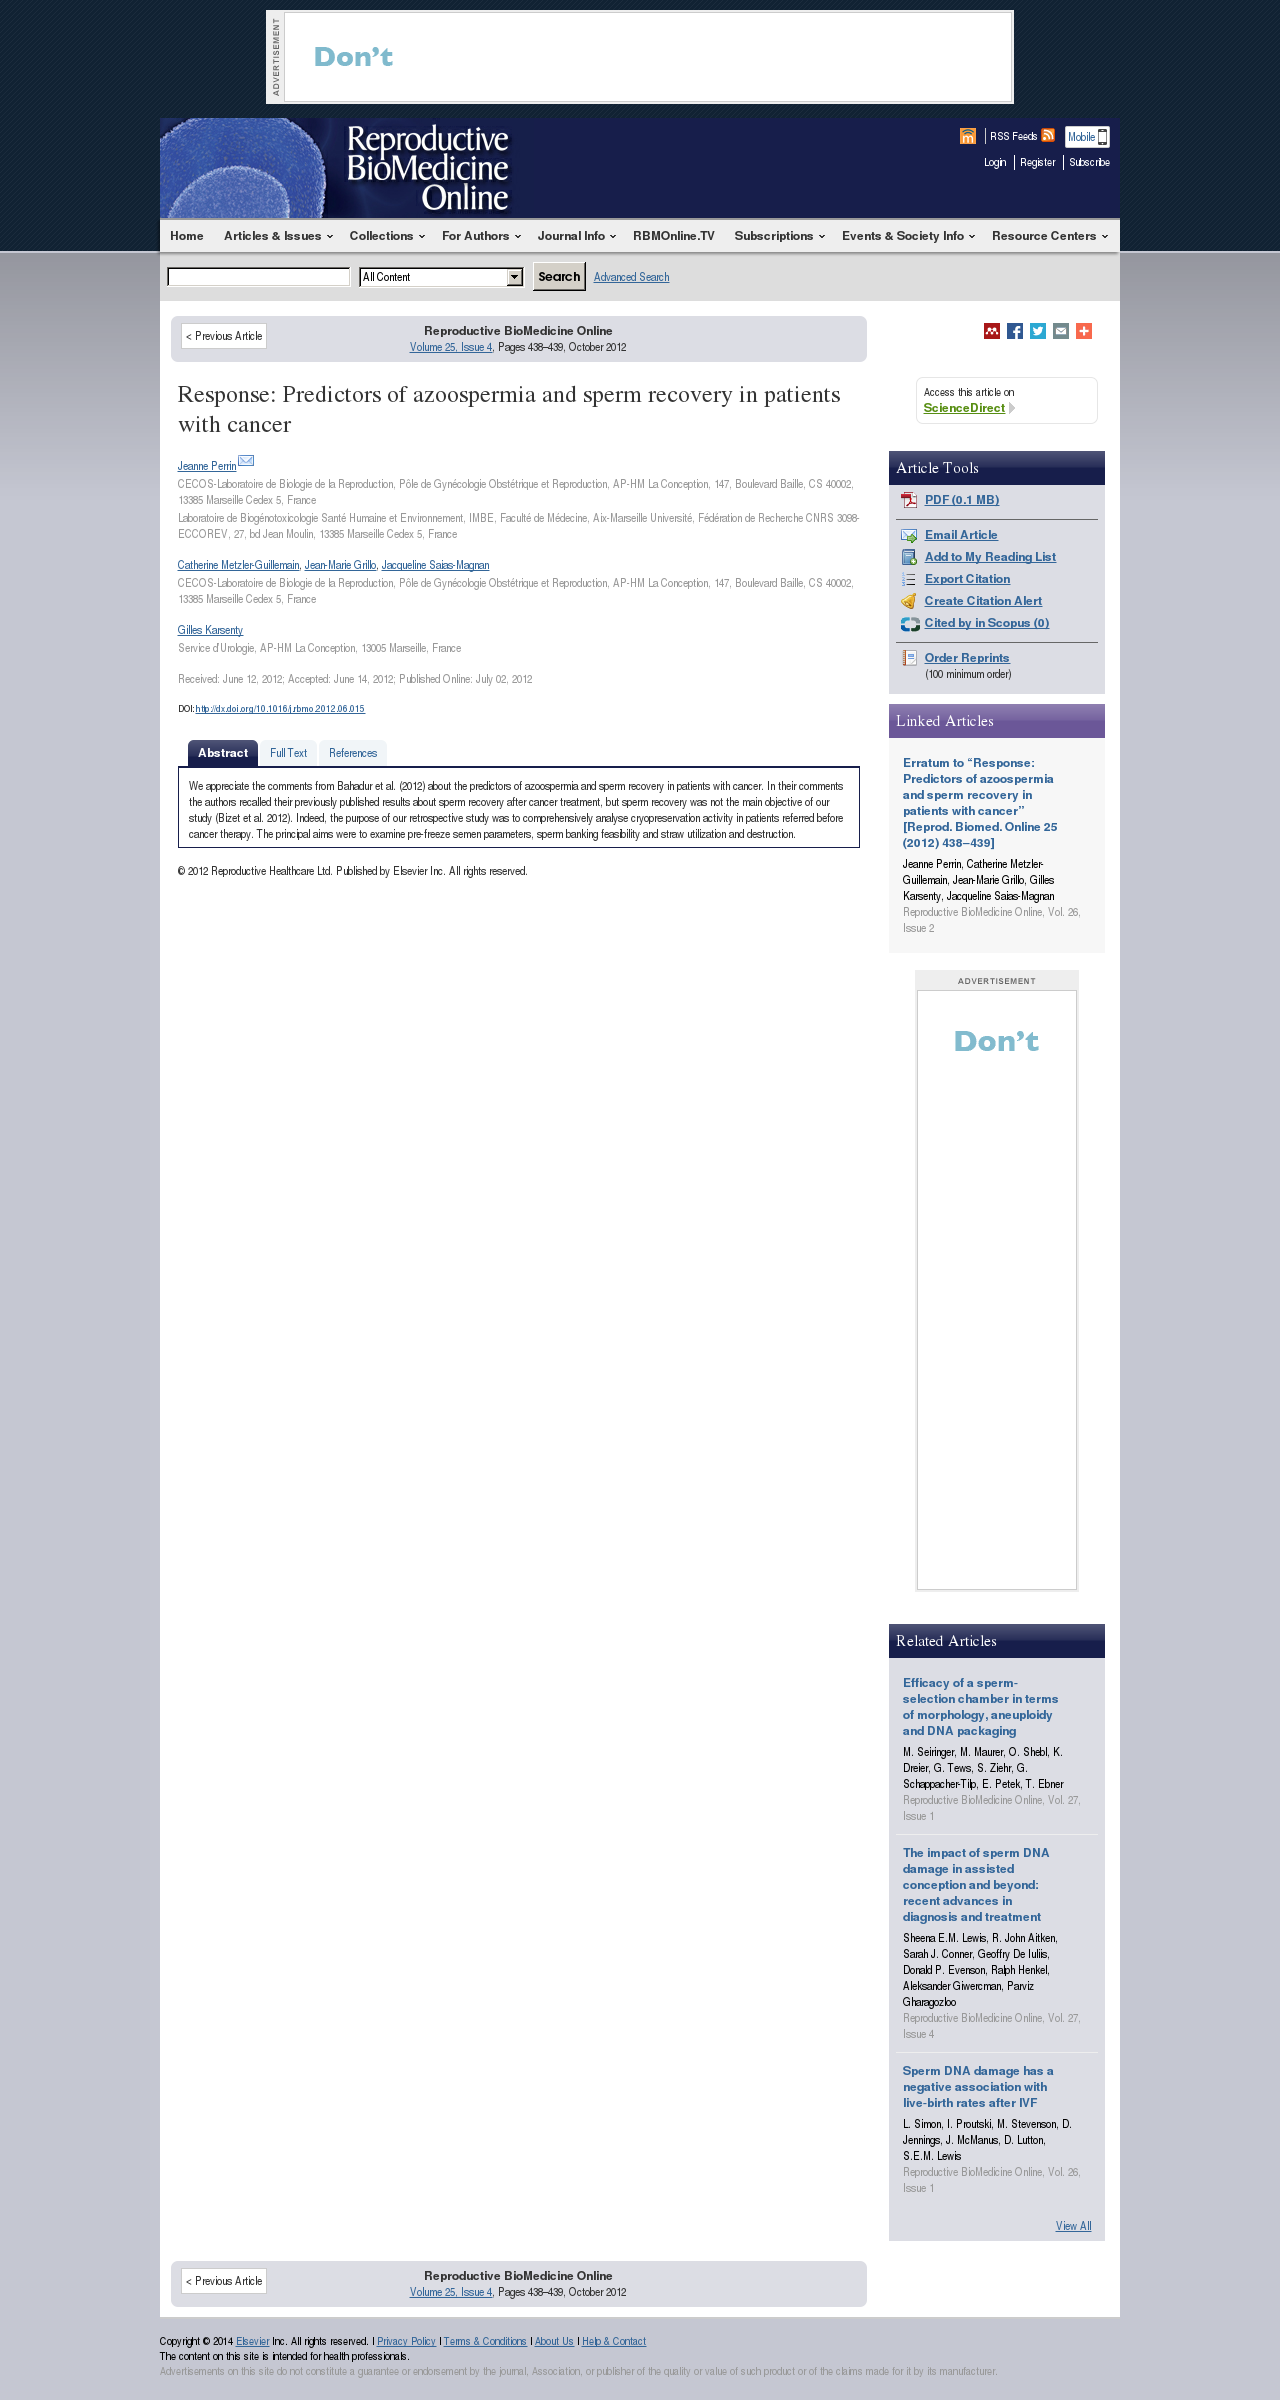 ADVERTISEMENT
Don't
Reproductive
BioMedicine
Online
RSS Feeds
Mobile
Login
Register
Subscribe
Home
Articles & Issues
Collections
For Authors
Journal Info
RBMOnline.TV
Subscriptions
Events & Society Info
Resource Centers
All Content
Search
Advanced Search
< Previous Article
Reproductive BioMedicine Online
Volume 25, Issue 4, Pages 438–439, October 2012
Response: Predictors of azoospermia and sperm recovery in patients
with cancer
Jeanne Perrin
CECOS-Laboratoire de Biologie de la Reproduction, Pôle de Gynécologie Obstétrique et Reproduction, AP-HM La Conception, 147, Boulevard Baille, CS 40002,
13385 Marseille Cedex 5, France
Laboratoire de Biogénotoxicologie Santé Humaine et Environnement, IMBE, Faculté de Médecine, Aix-Marseille Université, Fédération de Recherche CNRS 3098-
ECCOREV, 27, bd Jean Moulin, 13385 Marseille Cedex 5, France
Catherine Metzler-Guillemain, Jean-Marie Grillo, Jacqueline Saias-Magnan
CECOS-Laboratoire de Biologie de la Reproduction, Pôle de Gynécologie Obstétrique et Reproduction, AP-HM La Conception, 147, Boulevard Baille, CS 40002,
13385 Marseille Cedex 5, France
Gilles Karsenty
Service d'Urologie, AP-HM La Conception, 13005 Marseille, France
Received: June 12, 2012; Accepted: June 14, 2012; Published Online: July 02, 2012
DOI: http://dx.doi.org/10.1016/j.rbmo.2012.06.015
Abstract
Full Text
References
We appreciate the comments from Bahadur et al. (2012) about the predictors of azoospermia and sperm recovery in patients with cancer. In their comments
the authors recalled their previously published results about sperm recovery after cancer treatment, but sperm recovery was not the main objective of our
study (Bizet et al. 2012). Indeed, the purpose of our retrospective study was to comprehensively analyse cryopreservation activity in patients referred before
cancer therapy. The principal aims were to examine pre-freeze semen parameters, sperm banking feasibility and straw utilization and destruction.
© 2012 Reproductive Healthcare Ltd. Published by Elsevier Inc. All rights reserved.
Access this article on
ScienceDirect
Article Tools
PDF (0.1 MB)
Email Article
Add to My Reading List
Export Citation
Create Citation Alert
Cited by in Scopus (0)
Order Reprints
(100 minimum order)
Linked Articles
Erratum to “Response:
Predictors of azoospermia
and sperm recovery in
patients with cancer”
[Reprod. Biomed. Online 25
(2012) 438–439]
Jeanne Perrin, Catherine Metzler-
Guillemain, Jean-Marie Grillo, Gilles
Karsenty, Jacqueline Saias-Magnan
Reproductive BioMedicine Online, Vol. 26,
Issue 2
ADVERTISEMENT
Don't
Related Articles
Efficacy of a sperm-
selection chamber in terms
of morphology, aneuploidy
and DNA packaging
M. Seiringer, M. Maurer, O. Shebl, K.
Dreier, G. Tews, S. Ziehr, G.
Schappacher-Tilp, E. Petek, T. Ebner
Reproductive BioMedicine Online, Vol. 27,
Issue 1
The impact of sperm DNA
damage in assisted
conception and beyond:
recent advances in
diagnosis and treatment
Sheena E.M. Lewis, R. John Aitken,
Sarah J. Conner, Geoffry De Iuliis,
Donald P. Evenson, Ralph Henkel,
Aleksander Giwercman, Parviz
Gharagozloo
Reproductive BioMedicine Online, Vol. 27,
Issue 4
Sperm DNA damage has a
negative association with
live-birth rates after IVF
L. Simon, I. Proutski, M. Stevenson, D.
Jennings, J. McManus, D. Lutton,
S.E.M. Lewis
Reproductive BioMedicine Online, Vol. 26,
Issue 1
View All
< Previous Article
Reproductive BioMedicine Online
Volume 25, Issue 4, Pages 438–439, October 2012
Copyright © 2014 Elsevier Inc. All rights reserved. | Privacy Policy | Terms & Conditions | About Us | Help & Contact
The content on this site is intended for health professionals.
Advertisements on this site do not constitute a guarantee or endorsement by the journal, Association, or publisher of the quality or value of such product or of the claims made for it by its manufacturer.